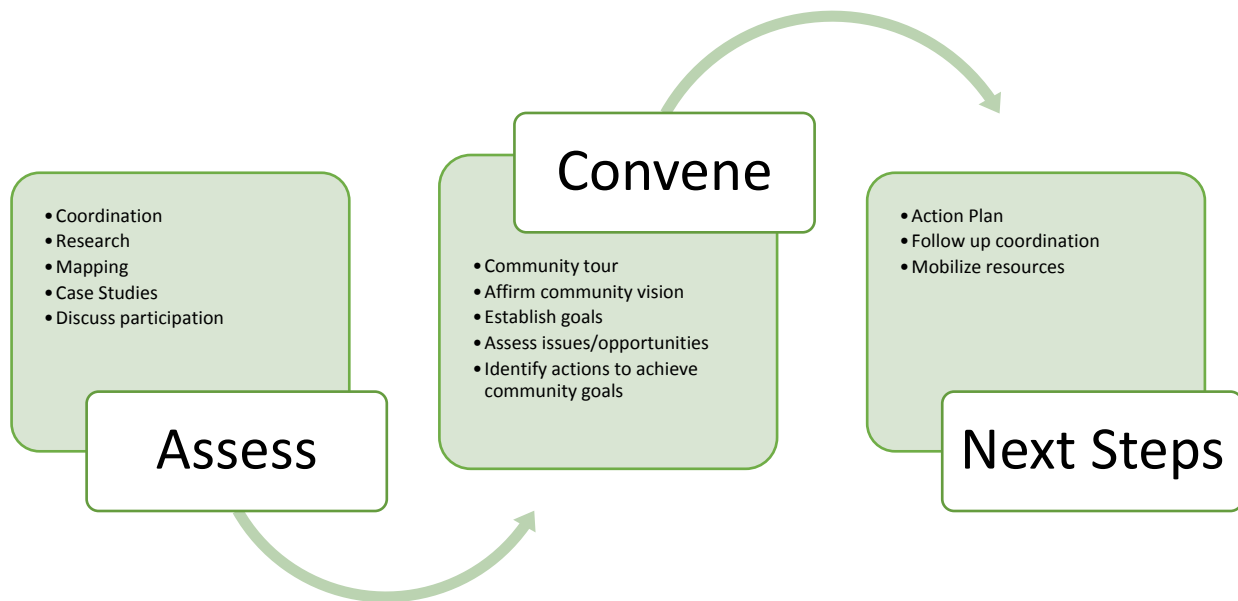 • Coordination
• Research
• Mapping
• Case Studies
• Discuss participation
Assess
Convene
• Community tour
• Affirm community vision
• Establish goals
• Assess issues/opportunities
• Identify actions to achieve
community goals
• Action Plan
• Follow up coordination
• Mobilize resources
Next Steps